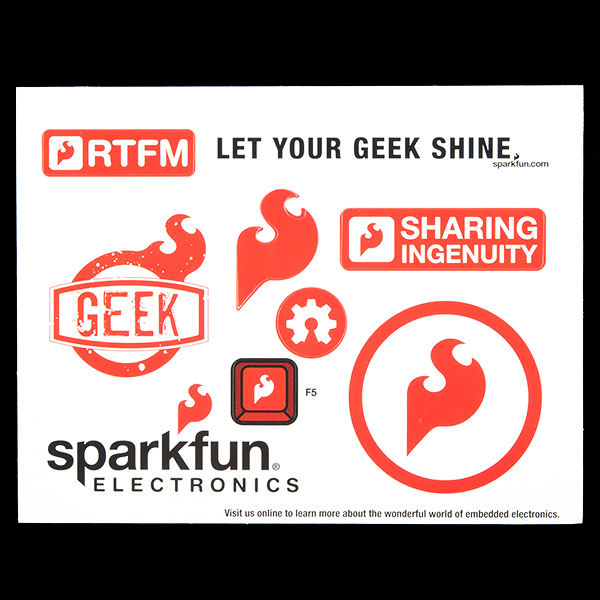 RTFM
LET YOUR GEEK SHINE.
sparkfun.com
SHARING
INGENUITY
GEEK
F5
sparkfun®
ELECTRONICS
Visit us online to learn more about the wonderful world of embedded electronics.